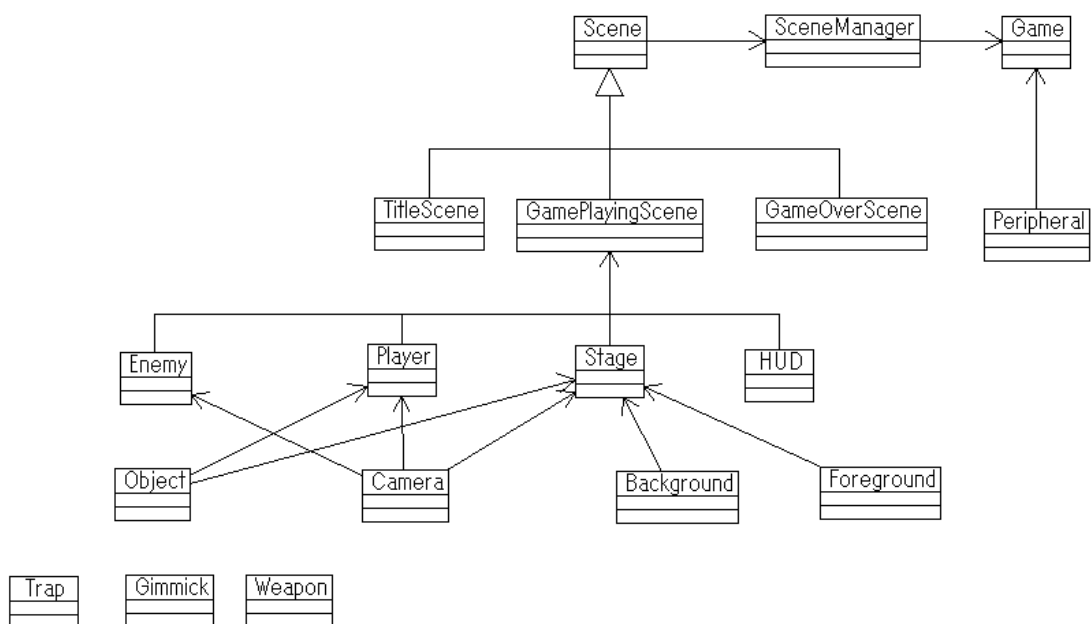 Scene
SceneManager
Game
TitleScene
GamePlayingScene
GameOverScene
Peripheral
Enemy
Player
Stage
HUD
Object
Camera
Background
Foreground
Trap
Gimmick
Weapon